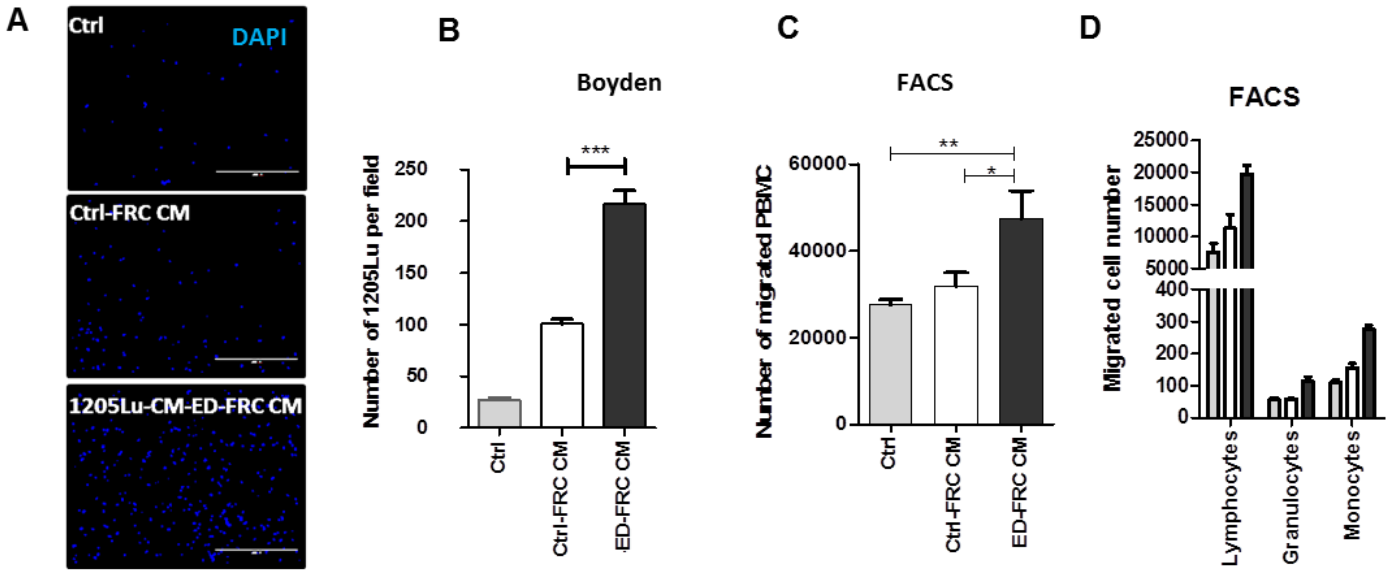 A
Ctrl
DAPI
Ctrl-FRC CM
1205Lu-CM-ED-FRC CM
B
Boyden
Number of 1205Lu per field
250
200
150
100
50
0
***
Ctrl
Ctrl-FRC CM
ED-FRC CM
C
FACS
Number of migrated PBMC
60000
40000
20000
0
**
*
Ctrl
Ctrl-FRC CM
ED-FRC CM
D
FACS
Migrated cell number
25000
20000
15000
10000
5000
400
300
200
100
0
Lymphocytes
Granulocytes
Monocytes